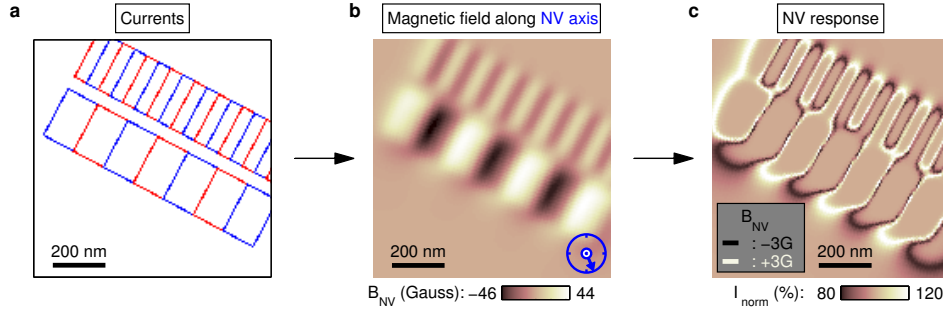 a
Currents
200 nm
b
Magnetic field along NV axis
200 nm
B_NV (Gauss): −46 44
c
NV response
B_NV
: −3G
: +3G
200 nm
I_norm (%): 80 120